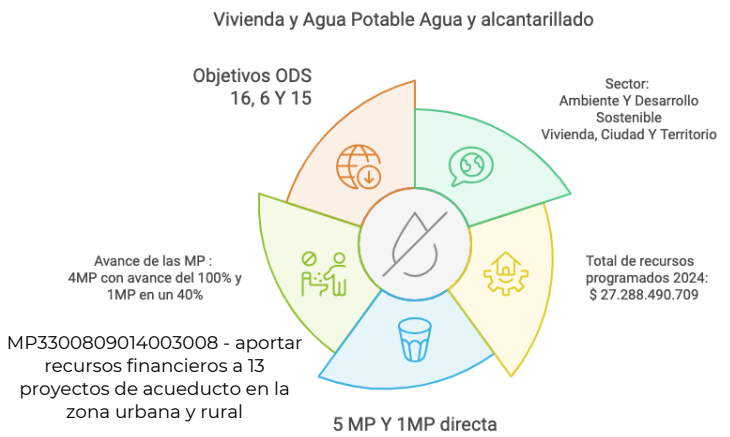 Vivienda y Agua Potable Agua y alcantarillado
Objetivos ODS
16, 6 Y 15
Sector:
Ambiente Y Desarrollo
Sostenible
Vivienda, Ciudad Y Territorio
Avance de las MP :
4MP con avance del 100% y
1MP en un 40%
Total de recursos
programados 2024:
$ 27.288.490.709
MP3300809014003008 - aportar
recursos financieros a 13
proyectos de acueducto en la
zona urbana y rural
5 MP Y 1MP directa